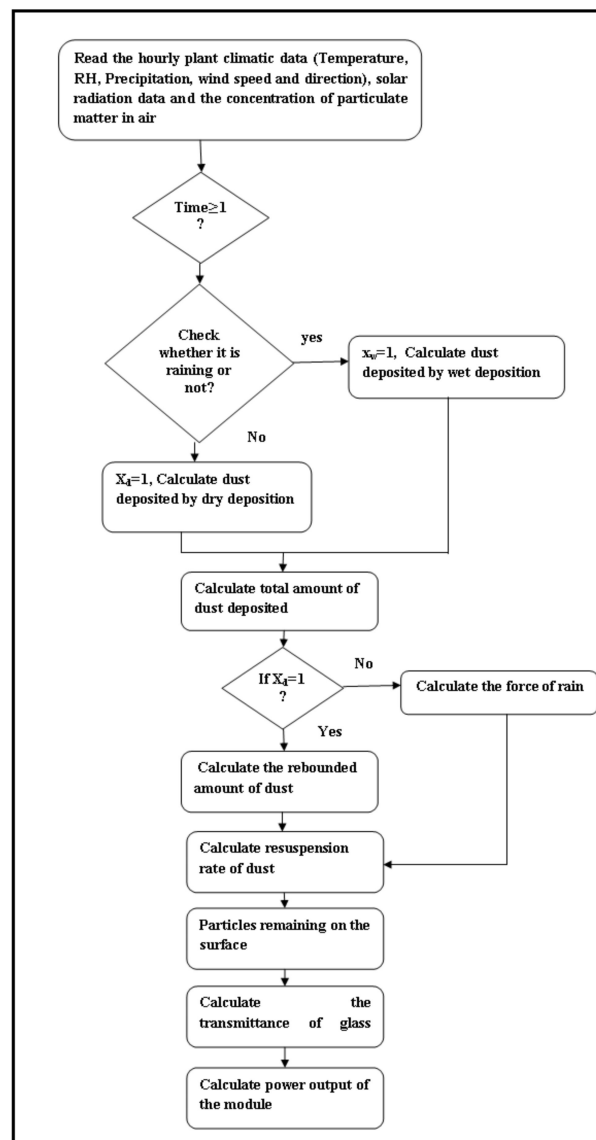 Read the hourly plant climatic data (Temperature,
RH, Precipitation, wind speed and direction), solar
radiation data and the concentration of particulate
matter in air
Time≥1
?
Check
whether it is
raining or
not?
yes
x_w=1, Calculate dust
deposited by wet deposition
No
X_d=1, Calculate dust
deposited by dry deposition
Calculate total amount of
dust deposited
If X_d=1
?
No
Calculate the force of rain
Yes
Calculate the rebounded
amount of dust
Calculate resuspension
rate of dust
Particles remaining on the
surface
Calculate the
transmittance of glass
Calculate power output of
the module